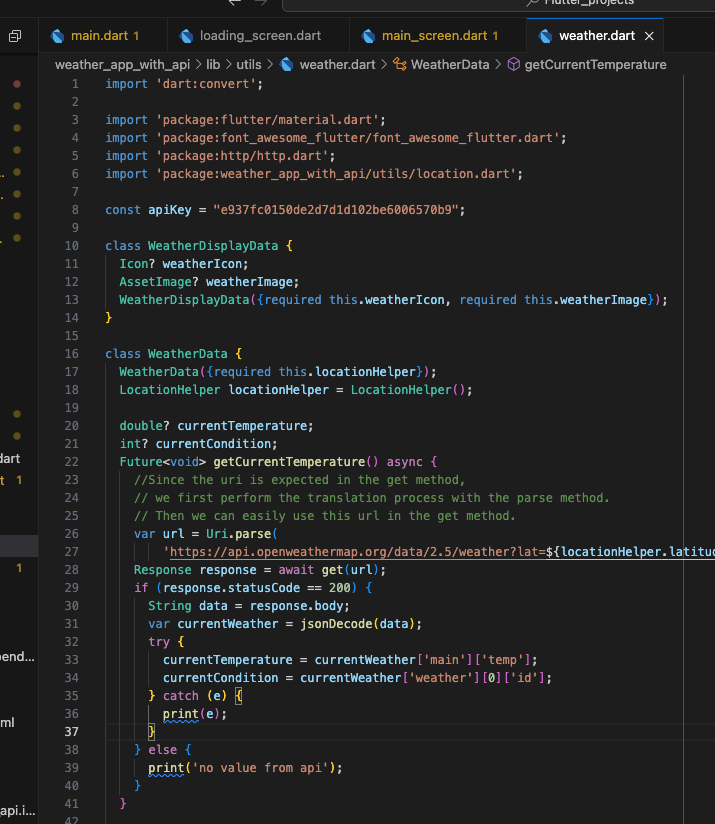 Flutter_projects
main.dart 1
loading_screen.dart
main_screen.dart 1
weather.dart
weather_app_with_api > lib > utils > weather.dart > WeatherData > getCurrentTemperature
1 import 'dart:convert';
2
3 import 'package:flutter/material.dart';
4 import 'package:font_awesome_flutter/font_awesome_flutter.dart';
5 import 'package:http/http.dart';
6 import 'package:weather_app_with_api/utils/location.dart';
7
8 const apiKey = "e937fc0150de2d7d1d102be6006570b9";
9
10 class WeatherDisplayData {
11 Icon? weatherIcon;
12 AssetImage? weatherImage;
13 WeatherDisplayData({required this.weatherIcon, required this.weatherImage});
14 }
15
16 class WeatherData {
17 WeatherData({required this.locationHelper});
18 LocationHelper locationHelper = LocationHelper();
19
20 double? currentTemperature;
21 int? currentCondition;
22 Future<void> getCurrentTemperature() async {
23 //Since the uri is expected in the get method,
24 // we first perform the translation process with the parse method.
25 // Then we can easily use this url in the get method.
26 var url = Uri.parse(
27 'https://api.openweathermap.org/data/2.5/weather?lat=${locationHelper.latitud
28 Response response = await get(url);
29 if (response.statusCode == 200) {
30 String data = response.body;
31 var currentWeather = jsonDecode(data);
32 try {
33 currentTemperature = currentWeather['main']['temp'];
34 currentCondition = currentWeather['weather'][0]['id'];
35 } catch (e) {
36 print(e);
37 }
38 } else {
39 print('no value from api');
40 }
41 }
42
dart
t 1
1
pend...
ml
_api.i...